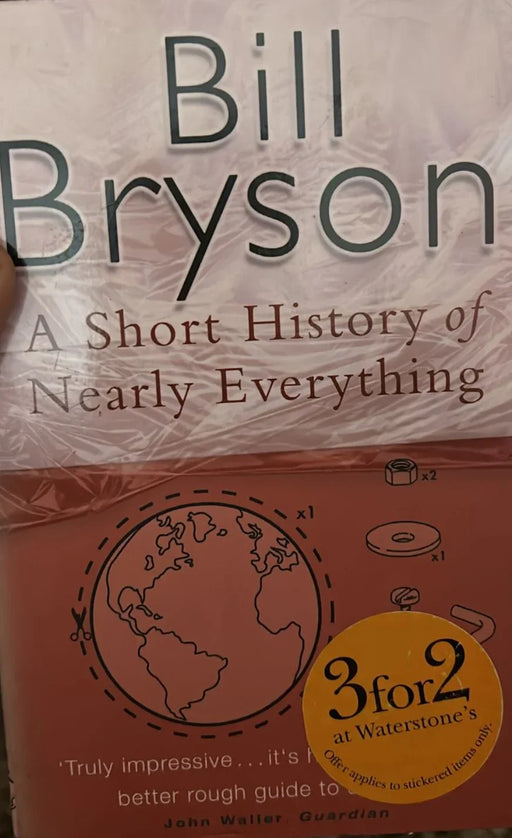 Bill
Bryson
A Short History of
Nearly Everything
x2
x1
x1
3for2
at Waterstone's
Offer applies to stickered items only.
'Truly impressive...it's
better rough guide to
John Waller, Guardian